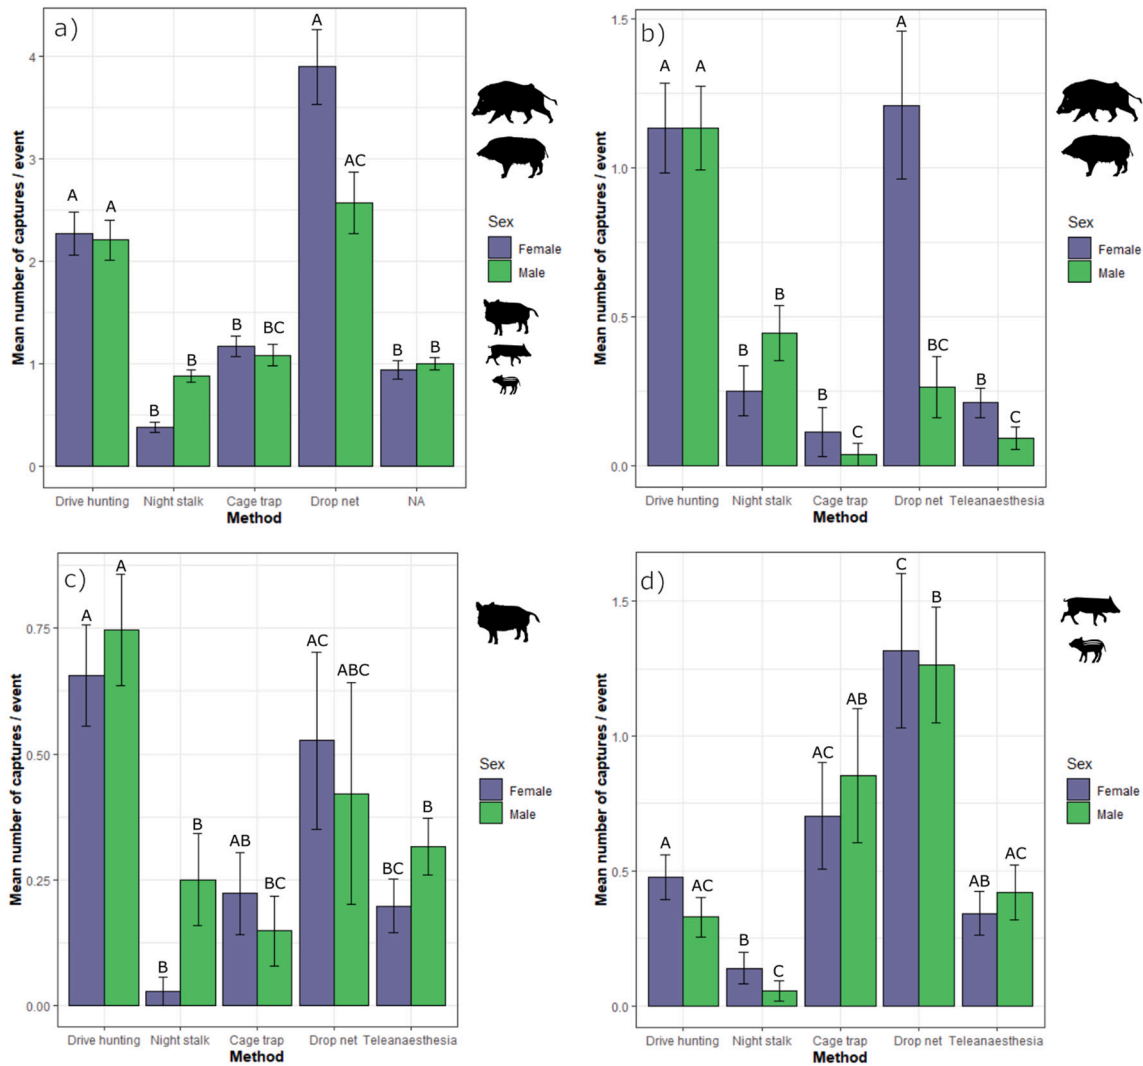 a)
Mean number of captures / event
4
3
2
1
0
A
A
B
B
B
BC
A
AC
B
B
Drive hunting
Night stalk
Cage trap
Drop net
NA
Method
Sex
Female
Male
b)
Mean number of captures / event
1.5
1.0
0.5
0.0
A
A
B
B
B
C
A
BC
B
C
Drive hunting
Night stalk
Cage trap
Drop net
Teleanaesthesia
Method
Sex
Female
Male
c)
Mean number of captures / event
0.75
0.50
0.25
0.00
A
A
B
B
AB
BC
AC
ABC
BC
B
Drive hunting
Night stalk
Cage trap
Drop net
Teleanaesthesia
Method
Sex
Female
Male
d)
Mean number of captures / event
1.5
1.0
0.5
0.0
A
AC
B
C
AC
AB
C
B
AB
AC
Drive hunting
Night stalk
Cage trap
Drop net
Teleanaesthesia
Method
Sex
Female
Male